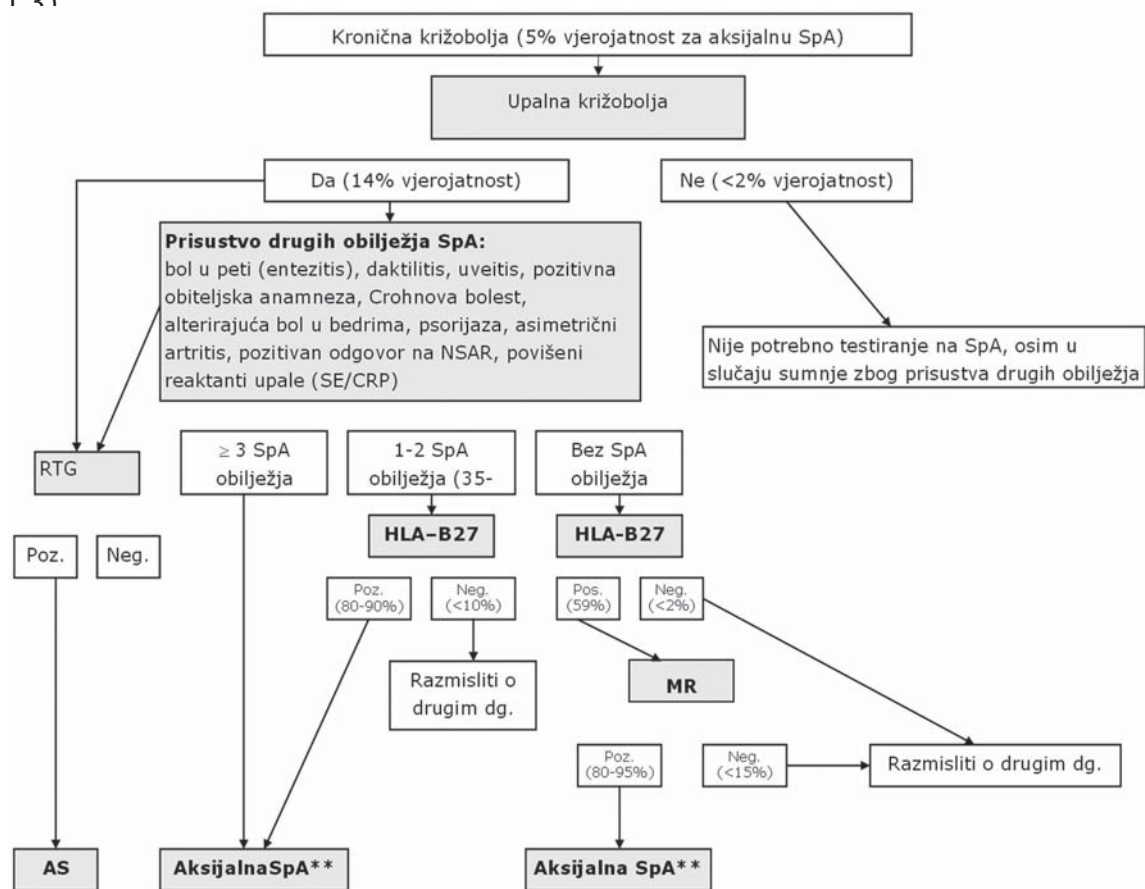 Kronična križobolja (5% vjerojatnost za aksijalnu SpA)
Upalna križobolja
Da (14% vjerojatnost)
Ne (<2% vjerojatnost)
Prisustvo drugih obilježja SpA:
bol u peti (entezitis), daktilitis, uveitis, pozitivna
obiteljska anamneza, Crohnova bolest,
alterirajuća bol u bedrima, psorijaza, asimetrični
artritis, pozitivan odgovor na NSAR, povišeni
reaktanti upale (SE/CRP)
Nije potrebno testiranje na SpA, osim u
slučaju sumnje zbog prisustva drugih obilježja
RTG
≥ 3 SpA
obilježja
1-2 SpA
obilježja (35-
Bez SpA
obilježja
HLA–B27
HLA-B27
Poz.
Neg.
Poz.
(80-90%)
Neg.
(<10%)
Pos.
(59%)
Neg.
(<2%)
Razmisliti o
drugim dg.
MR
Poz.
(80-95%)
Neg.
(<15%)
Razmisliti o drugim dg.
AS
AksijalnaSpA**
Aksijalna SpA**